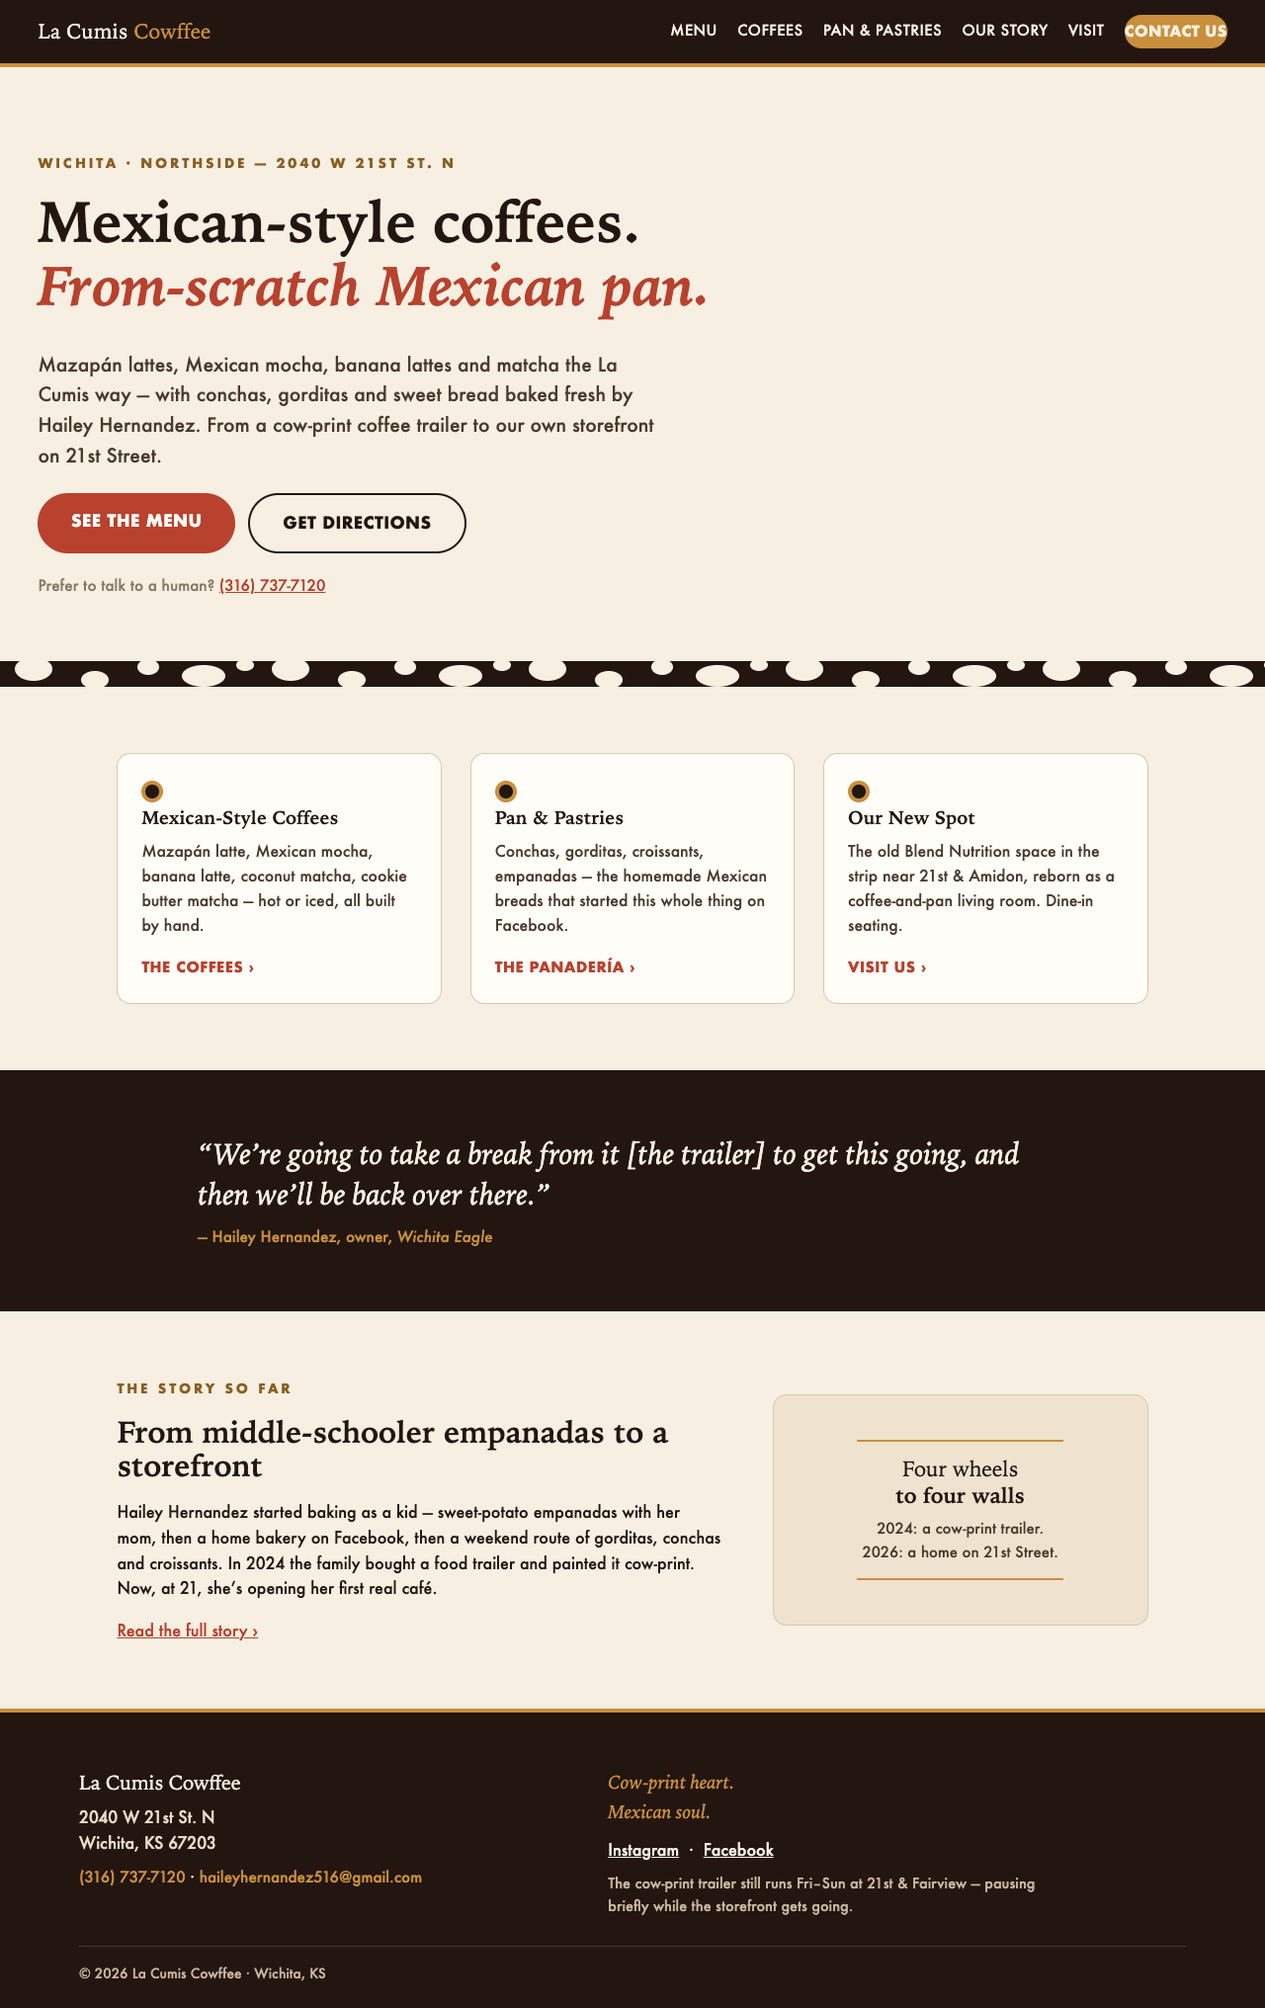 La Cumis Cowffee
MENU COFFEES PAN & PASTRIES OUR STORY VISIT CONTACT US
WICHITA · NORTHSIDE — 2040 W 21ST ST. N
Mexican-style coffees.
From-scratch Mexican pan.
Mazapán lattes, Mexican mocha, banana lattes and matcha the La
Cumis way — with conchas, gorditas and sweet bread baked fresh by
Hailey Hernandez. From a cow-print coffee trailer to our own storefront
on 21st Street.
SEE THE MENU GET DIRECTIONS
Prefer to talk to a human? (316) 737-7120
Mexican-Style Coffees
Mazapán latte, Mexican mocha,
banana latte, coconut matcha, cookie
butter matcha — hot or iced, all built
by hand.
THE COFFEES ›
Pan & Pastries
Conchas, gorditas, croissants,
empanadas — the homemade Mexican
breads that started this whole thing on
Facebook.
THE PANADERÍA ›
Our New Spot
The old Blend Nutrition space in the
strip near 21st & Amidon, reborn as a
coffee-and-pan living room. Dine-in
seating.
VISIT US ›
“We’re going to take a break from it [the trailer] to get this going, and
then we’ll be back over there.”
— Hailey Hernandez, owner, Wichita Eagle
THE STORY SO FAR
From middle-schooler empanadas to a
storefront
Hailey Hernandez started baking as a kid — sweet-potato empanadas with her
mom, then a home bakery on Facebook, then a weekend route of gorditas, conchas
and croissants. In 2024 the family bought a food trailer and painted it cow-print.
Now, at 21, she’s opening her first real café.
Read the full story ›
Four wheels
to four walls
2024: a cow-print trailer.
2026: a home on 21st Street.
La Cumis Cowffee
2040 W 21st St. N
Wichita, KS 67203
(316) 737-7120 · haileyhernandez516@gmail.com
Cow-print heart.
Mexican soul.
Instagram · Facebook
The cow-print trailer still runs Fri–Sun at 21st & Fairview — pausing
briefly while the storefront gets going.
© 2026 La Cumis Cowffee · Wichita, KS